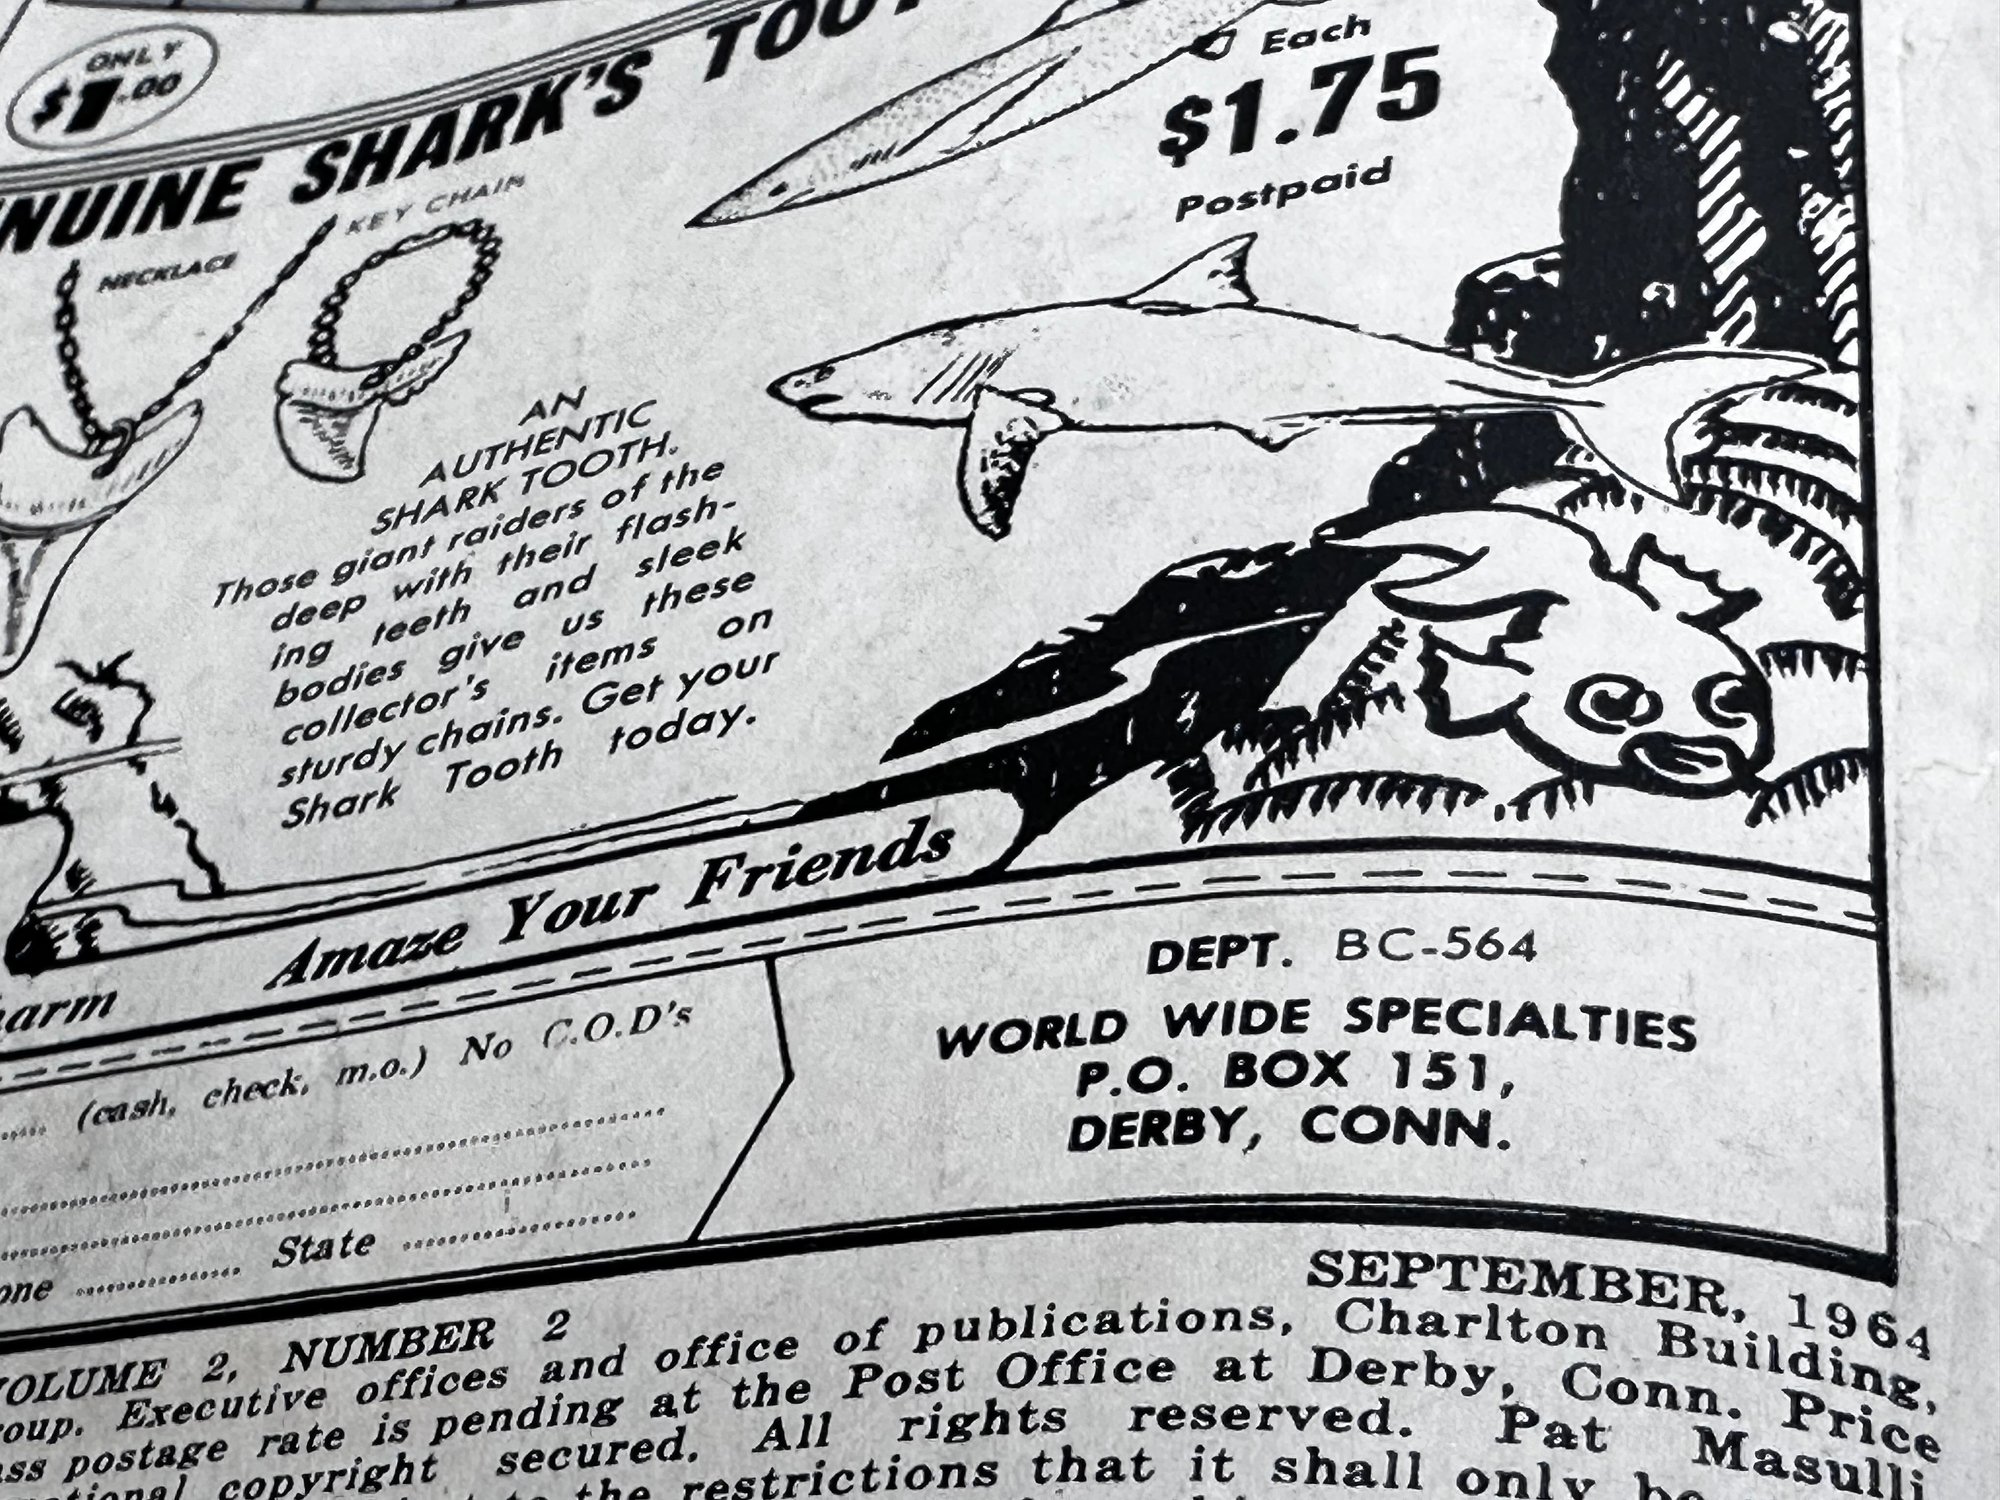 ONLY
$1.00
SHARK'S
Each
$1.75
Postpaid
KEY CHAIN
NECKLACE
AN
AUTHENTIC
SHARK TOOTH.
Those giant raiders of the
deep with their flash-
ing teeth and sleek
bodies give us these
collector's items on
sturdy chains. Get your
Shark Tooth today.
Amaze Your Friends
(cash, check, m.o.) No C.O.D's
State
DEPT. BC-564
WORLD WIDE SPECIALTIES
P.O. BOX 151,
DERBY, CONN.
SEPTEMBER, 1964
VOLUME 2, NUMBER 2
Executive offices and office of publications, Charlton Building,
postage rate is pending at the Post Office at Derby, Conn. Price
copyright secured. All rights reserved. Pat Masulli
the restrictions that it shall only be